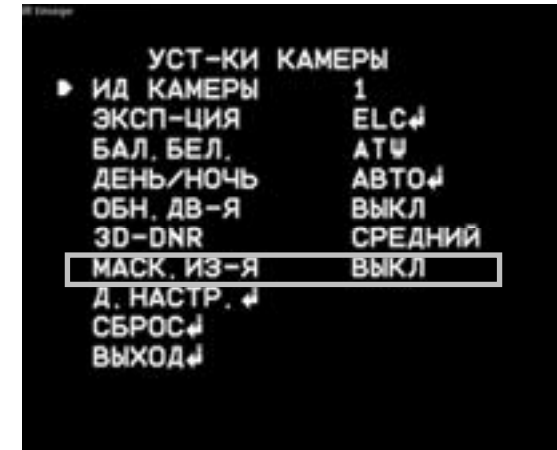 УСТ-КИ КАМЕРЫ
ИД КАМЕРЫ 1
ЭКСП-ЦИЯ ELC↲
БАЛ. БЕЛ. ATW
ДЕНЬ/НОЧЬ АВТО↲
ОБН. ДВ-Я ВЫКЛ
3D-DNR СРЕДНИЙ
МАСК. ИЗ-Я ВЫКЛ
Д. НАСТР. ↲
СБРОС↲
ВЫХОД↲